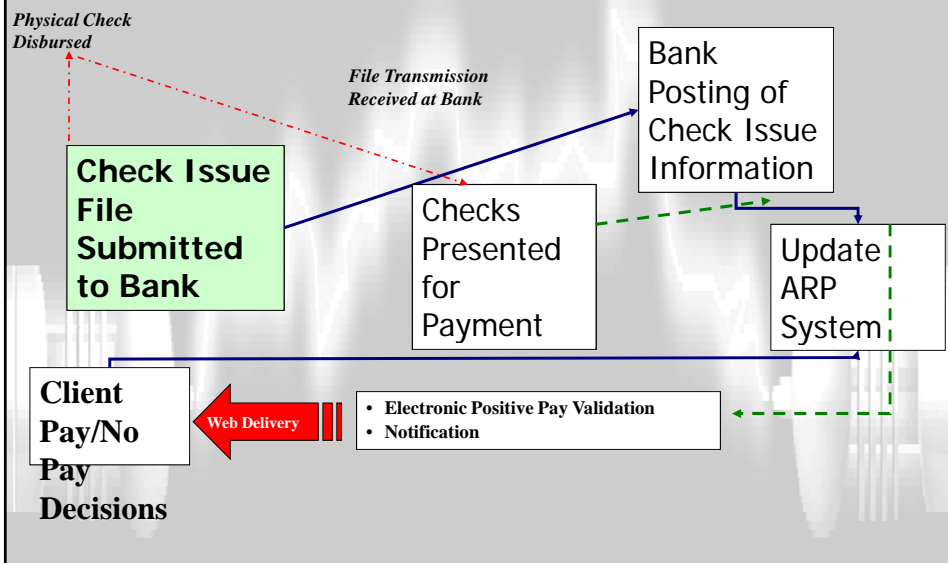 Physical Check
Disbursed
File Transmission
Received at Bank
Bank
Posting of
Check Issue
Information
Check Issue
File
Submitted
to Bank
Checks
Presented
for
Payment
Update
ARP
System
Client
Pay/No
Pay
Decisions
Web Delivery
• Electronic Positive Pay Validation
• Notification